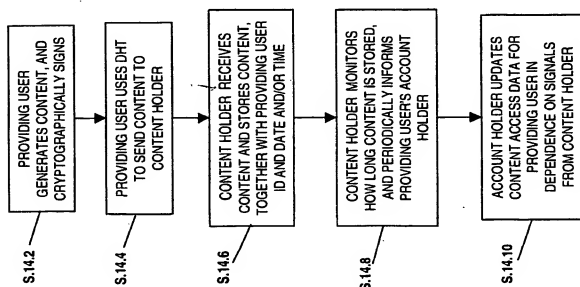 PROVIDING USER
GENERATES CONTENT, AND
CRYPTOGRAPHICALLY SIGNS
S.14.2
PROVIDING USER USES DHT
TO SEND CONTENT TO
CONTENT HOLDER
S.14.4
CONTENT HOLDER RECEIVES
CONTENT AND STORES CONTENT,
TOGETHER WITH PROVIDING USER
ID AND DATE AND/OR TIME
S.14.6
CONTENT HOLDER MONITORS
HOW LONG CONTENT IS STORED,
AND PERIODICALLY INFORMS
PROVIDING USER'S ACCOUNT
HOLDER
S.14.8
ACCOUNT HOLDER UPDATES
CONTENT ACCESS DATA FOR
PROVIDING USER IN
DEPENDENCE ON SIGNALS
FROM CONTENT HOLDER
S.14.10